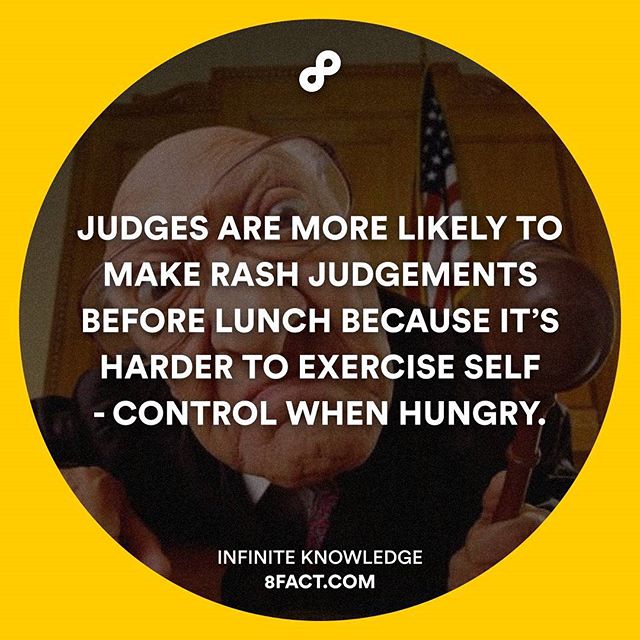 JUDGES ARE MORE LIKELY TO
MAKE RASH JUDGEMENTS
BEFORE LUNCH BECAUSE IT'S
HARDER TO EXERCISE SELF
- CONTROL WHEN HUNGRY.
INFINITE KNOWLEDGE
8FACT.COM